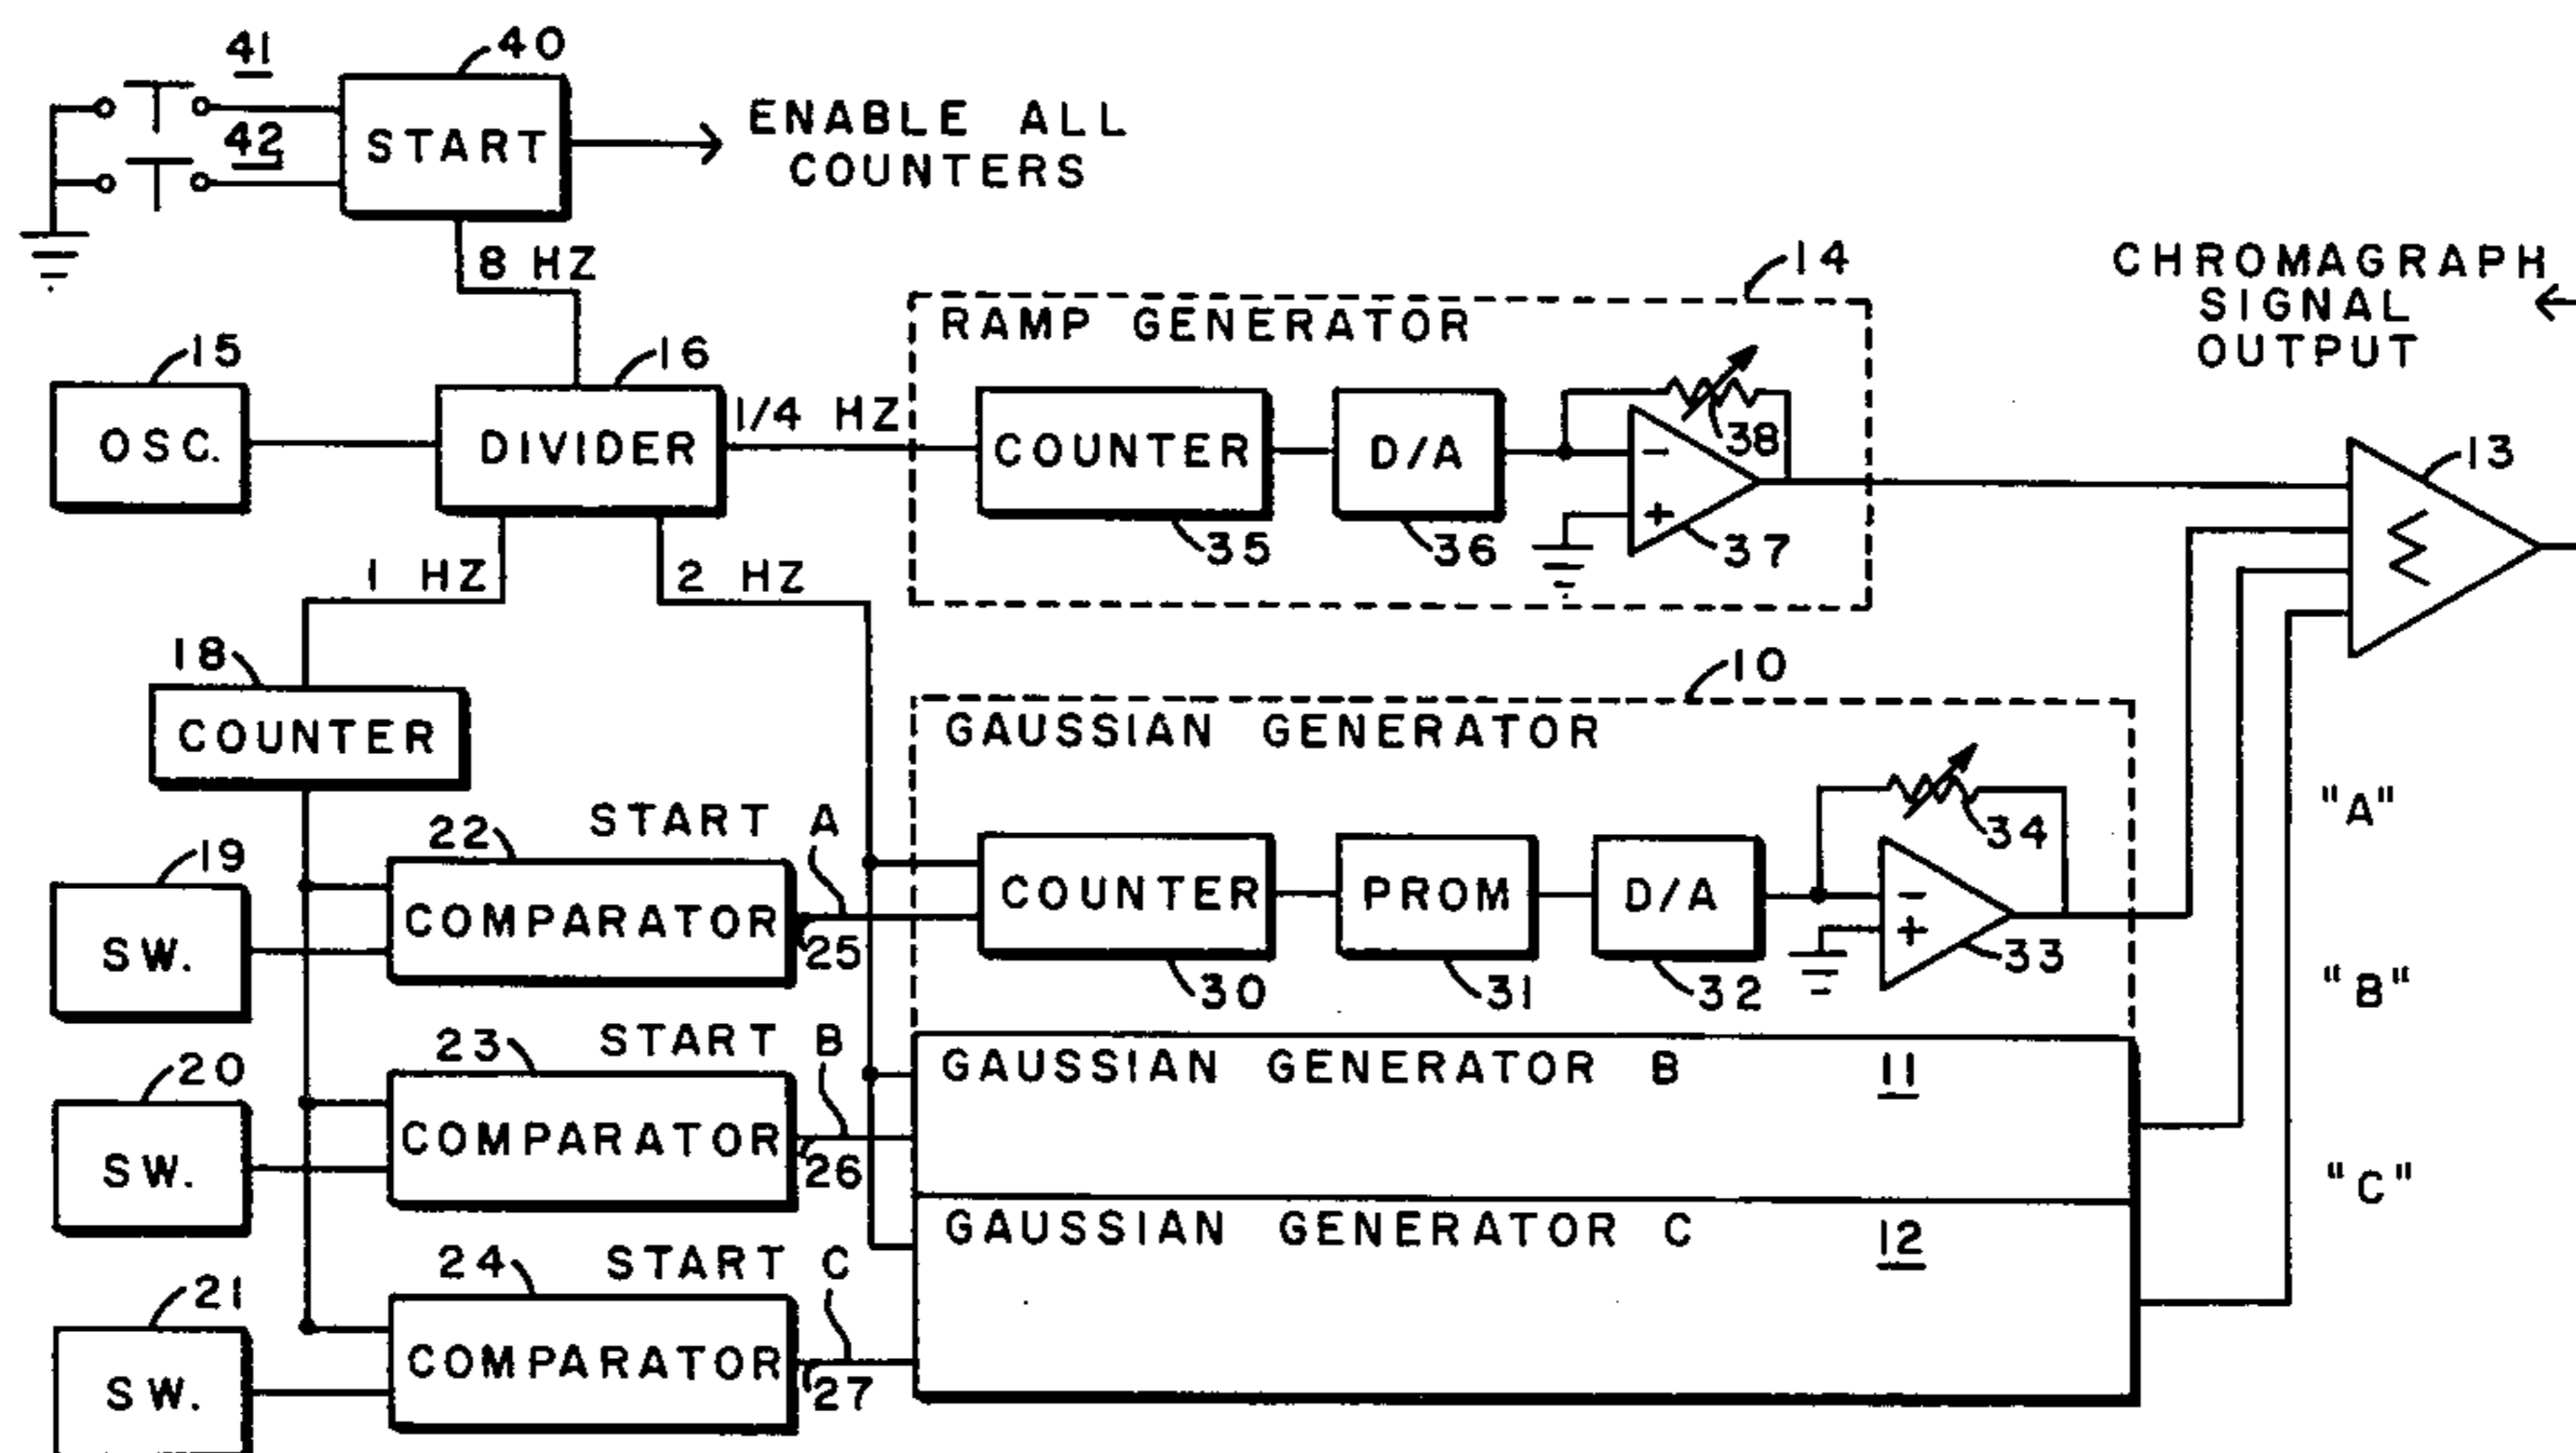 41
40
START
42
ENABLE ALL
COUNTERS
8 HZ
14
CHROMAGRAPH
SIGNAL
OUTPUT
RAMP GENERATOR
15
16
OSC.
DIVIDER
1/4 HZ
COUNTER
D/A
-
+
38
13
Σ
35
36
37
1 HZ
2 HZ
18
COUNTER
10
GAUSSIAN GENERATOR
START A
22
19
SW.
COMPARATOR
25
COUNTER
PROM
D/A
-
+
34
33
30
31
32
"A"
"B"
"C"
START B
23
20
SW.
COMPARATOR
26
GAUSSIAN GENERATOR B 11
GAUSSIAN GENERATOR C 12
START C
24
21
SW.
COMPARATOR
27